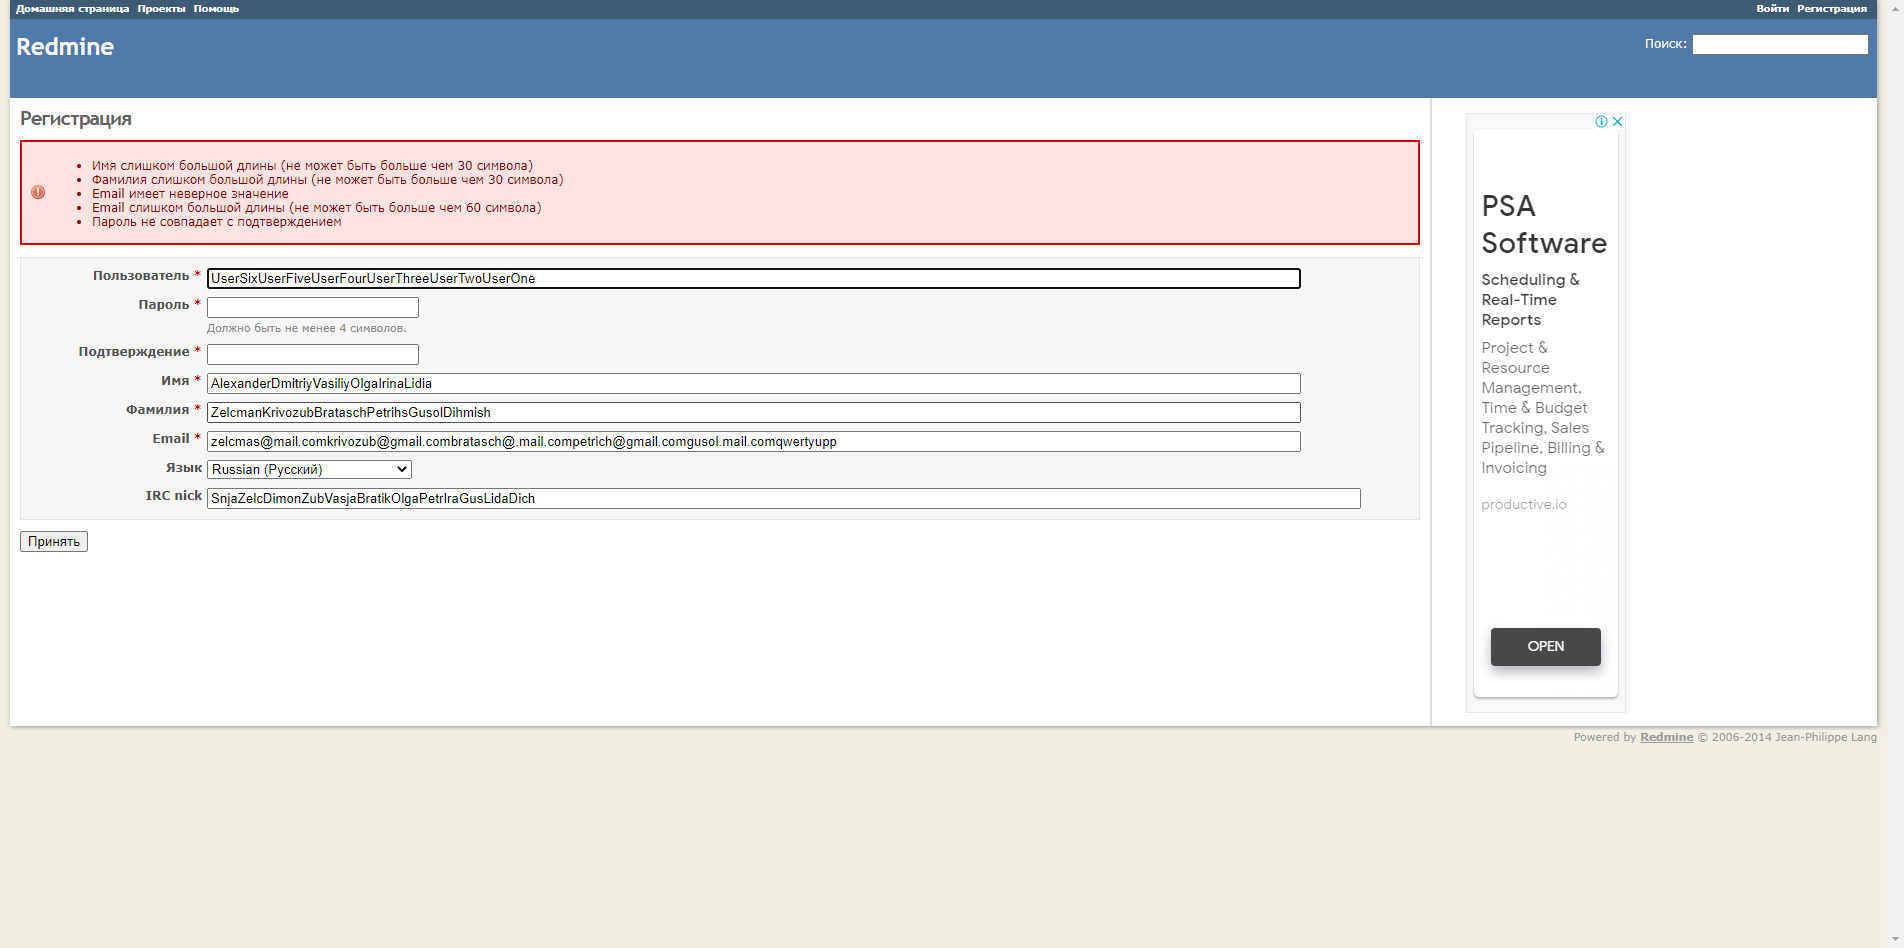 Домашняя страница Проекты Помощь
Войти Регистрация
Redmine
Поиск:
Регистрация
Имя слишком большой длины (не может быть больше чем 30 символа)
Фамилия слишком большой длины (не может быть больше чем 30 символа)
Email имеет неверное значение
Email слишком большой длины (не может быть больше чем 60 символа)
Пароль не совпадает с подтверждением
Пользователь * UserSixUserFiveUserFourUserThreeUserTwoUserOne
Пароль *
Должно быть не менее 4 символов.
Подтверждение *
Имя * AlexanderDmitriyVasiliyOlgaIrinaLidia
Фамилия * ZelcmanKrivozubBrataschPetrihsGusolDihmish
Email * zelcmas@mail.comkrivozub@gmail.combratasch@.mail.competrich@gmail.comgusol.mail.comqwertyupp
Язык Russian (Русский)
IRC nick SnjaZelcDimonZubVasjaBratikOlgaPetrIraGusLidaDich
Принять
PSA
Software
Scheduling &
Real-Time
Reports
Project &
Resource
Management,
Time & Budget
Tracking, Sales
Pipeline, Billing &
Invoicing
productive.io
OPEN
Powered by Redmine © 2006-2014 Jean-Philippe Lang